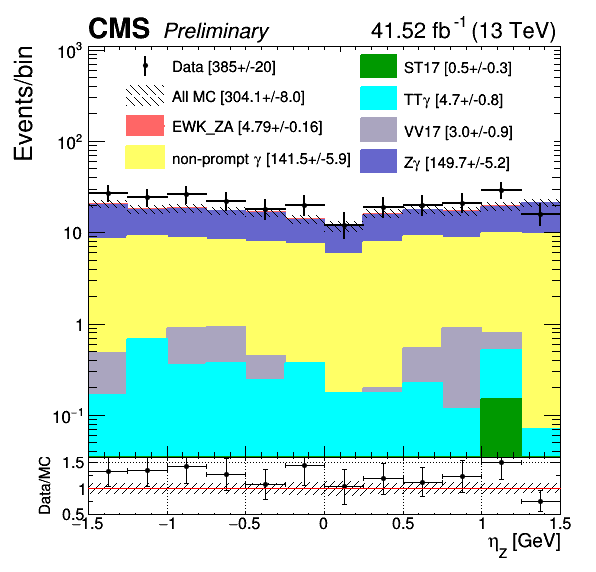 CMS Preliminary 41.52 fb⁻¹ (13 TeV)
Events/bin
10³
10²
10
1
10⁻¹
Data [385+/-20]
All MC [304.1+/-8.0]
EWK_ZA [4.79+/-0.16]
non-prompt γ [141.5+/-5.9]
ST17 [0.5+/-0.3]
TTγ [4.7+/-0.8]
VV17 [3.0+/-0.9]
Zγ [149.7+/-5.2]
Data/MC
1.5
1
0.5
−1.5 −1 −0.5 0 0.5 1 1.5
η_Z [GeV]